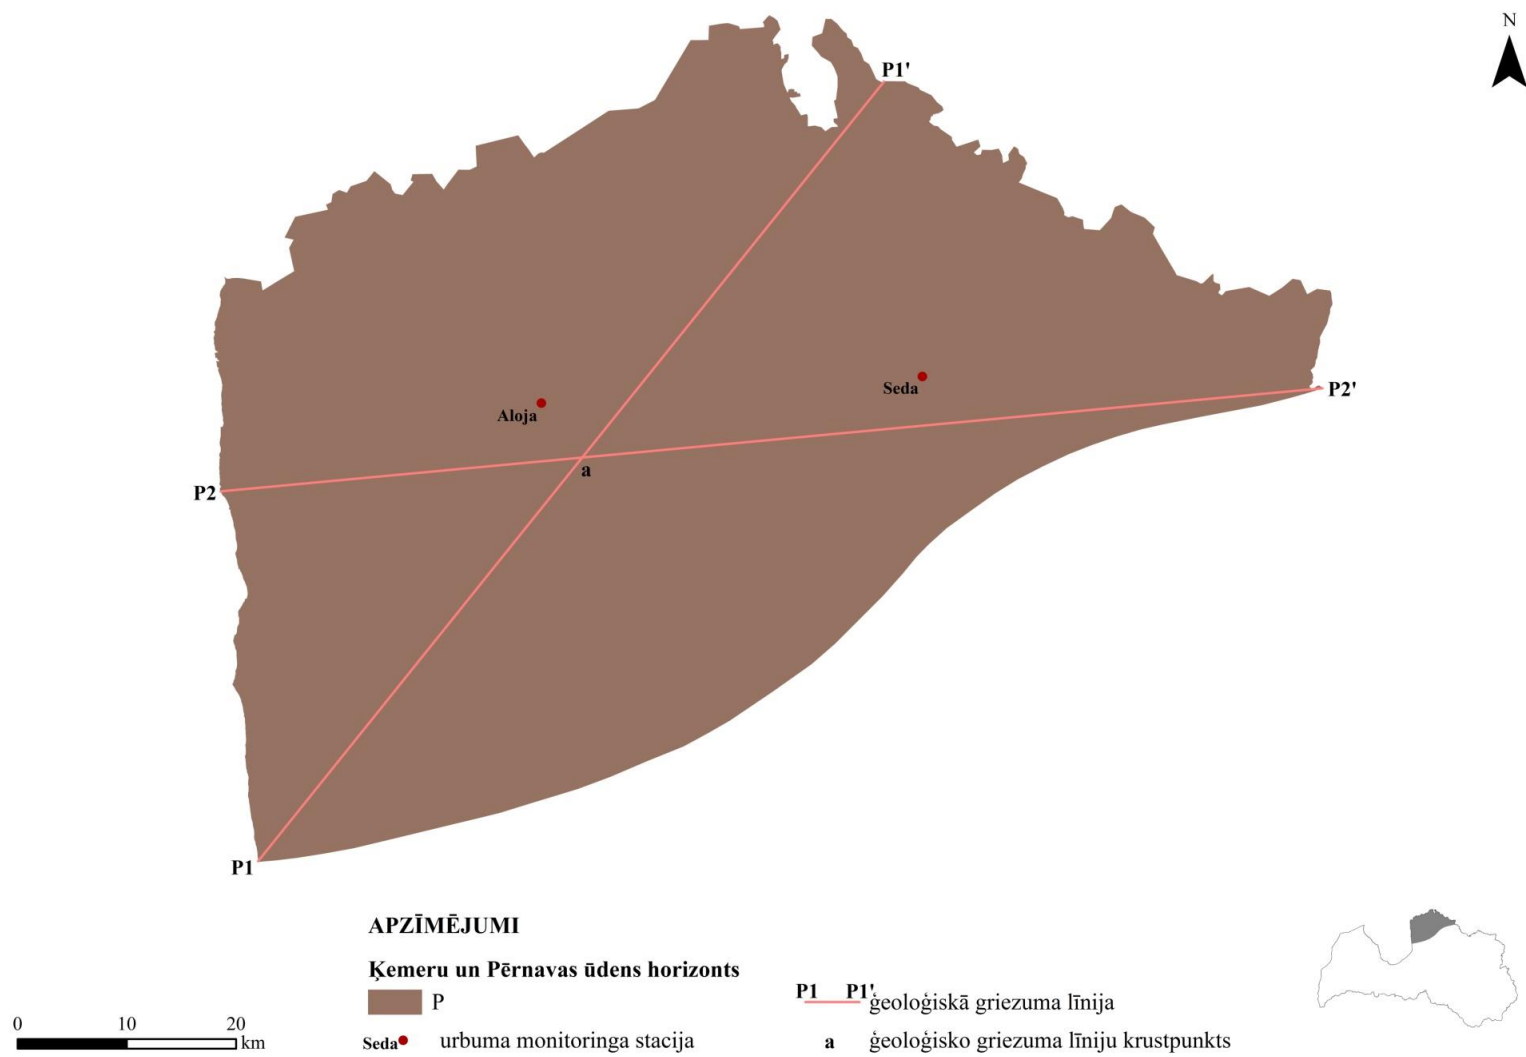 N
P1'
Seda
P2'
Aloja
a
P2
P1
APZĪMĒJUMI
Ķemeru un Pērnavas ūdens horizonts
P
P1 P1' ģeoloģiskā griezuma līnija
0 10 20 km
Seda urbuma monitoringa stacija
a ģeoloģisko griezuma līniju krustpunkts